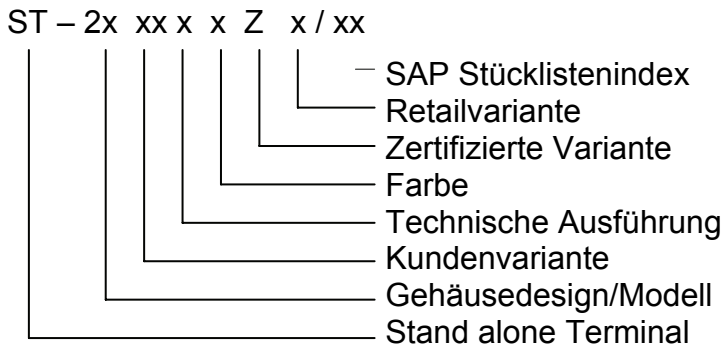 ST – 2x xx x x Z x / xx
SAP Stücklistenindex
Retailvariante
Zertifizierte Variante
Farbe
Technische Ausführung
Kundenvariante
Gehäusedesign/Modell
Stand alone Terminal